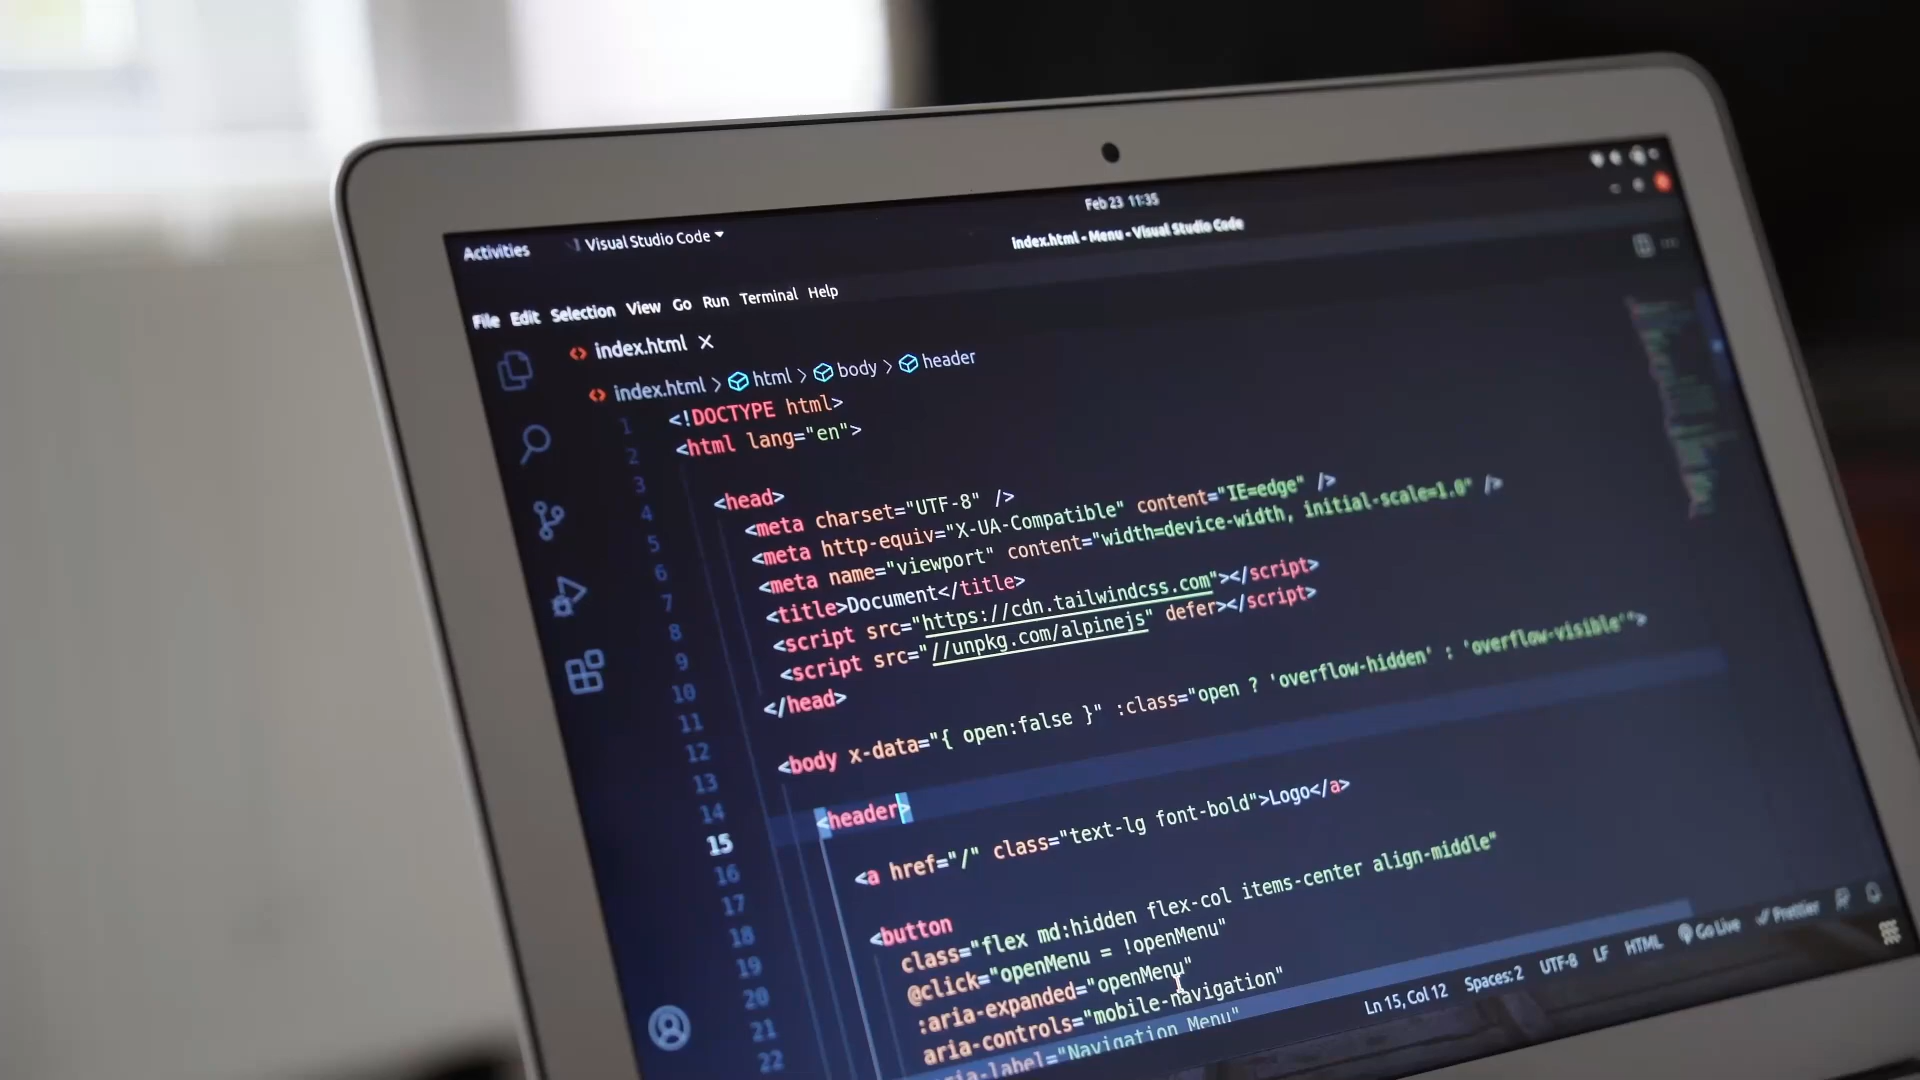 Feb 23 11:35
Activities Visual Studio Code
index.html - Menu - Visual Studio Code
File Edit Selection View Go Run Terminal Help
index.html
index.html > html > body > header
1 <!DOCTYPE html>
2 <html lang="en">
3
4 <head>
5 <meta charset="UTF-8" />
6 <meta http-equiv="X-UA-Compatible" content="IE=edge" />
7 <meta name="viewport" content="width=device-width, initial-scale=1.0" />
8 <title>Document</title>
9 <script src="https://cdn.tailwindcss.com"></script>
10 <script src="//unpkg.com/alpinejs" defer></script>
11 </head>
12
13 <body x-data="{ open:false }" :class="open ? 'overflow-hidden' : 'overflow-visible'">
14
15 <header>
16
17 <a href="/" class="text-lg font-bold">Logo</a>
18
19 <button
20 class="flex md:hidden flex-col items-center align-middle"
21 @click="openMenu = !openMenu"
22 :aria-expanded="openMenu"
aria-controls="mobile-navigation"
aria-label="Navigation Menu"
Ln 15, Col 12 Spaces: 2 UTF-8 LF HTML Go Live Prettier